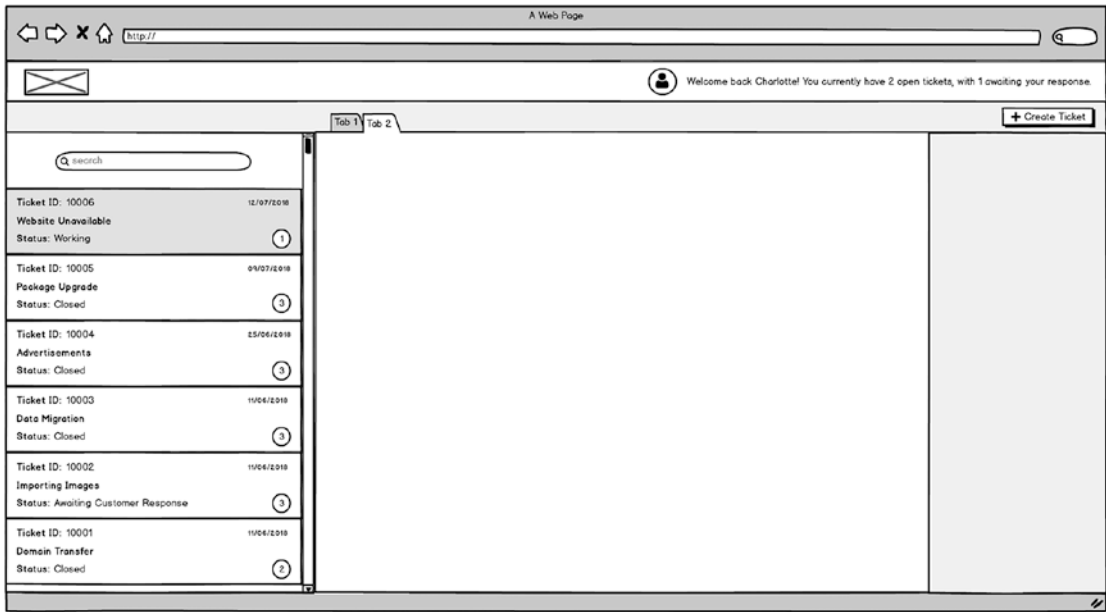 A Web Page
http://
Welcome back Charlotte! You currently have 2 open tickets, with 1 awaiting your response.
Tab 1 Tab 2
+ Create Ticket
search
Ticket ID: 10006 12/07/2018
Website Unavailable
Status: Working 1
Ticket ID: 10005 09/07/2018
Package Upgrade
Status: Closed 3
Ticket ID: 10004 25/06/2018
Advertisements
Status: Closed 3
Ticket ID: 10003 11/06/2018
Data Migration
Status: Closed 3
Ticket ID: 10002 11/06/2018
Importing Images
Status: Awaiting Customer Response 3
Ticket ID: 10001 11/06/2018
Domain Transfer
Status: Closed 2